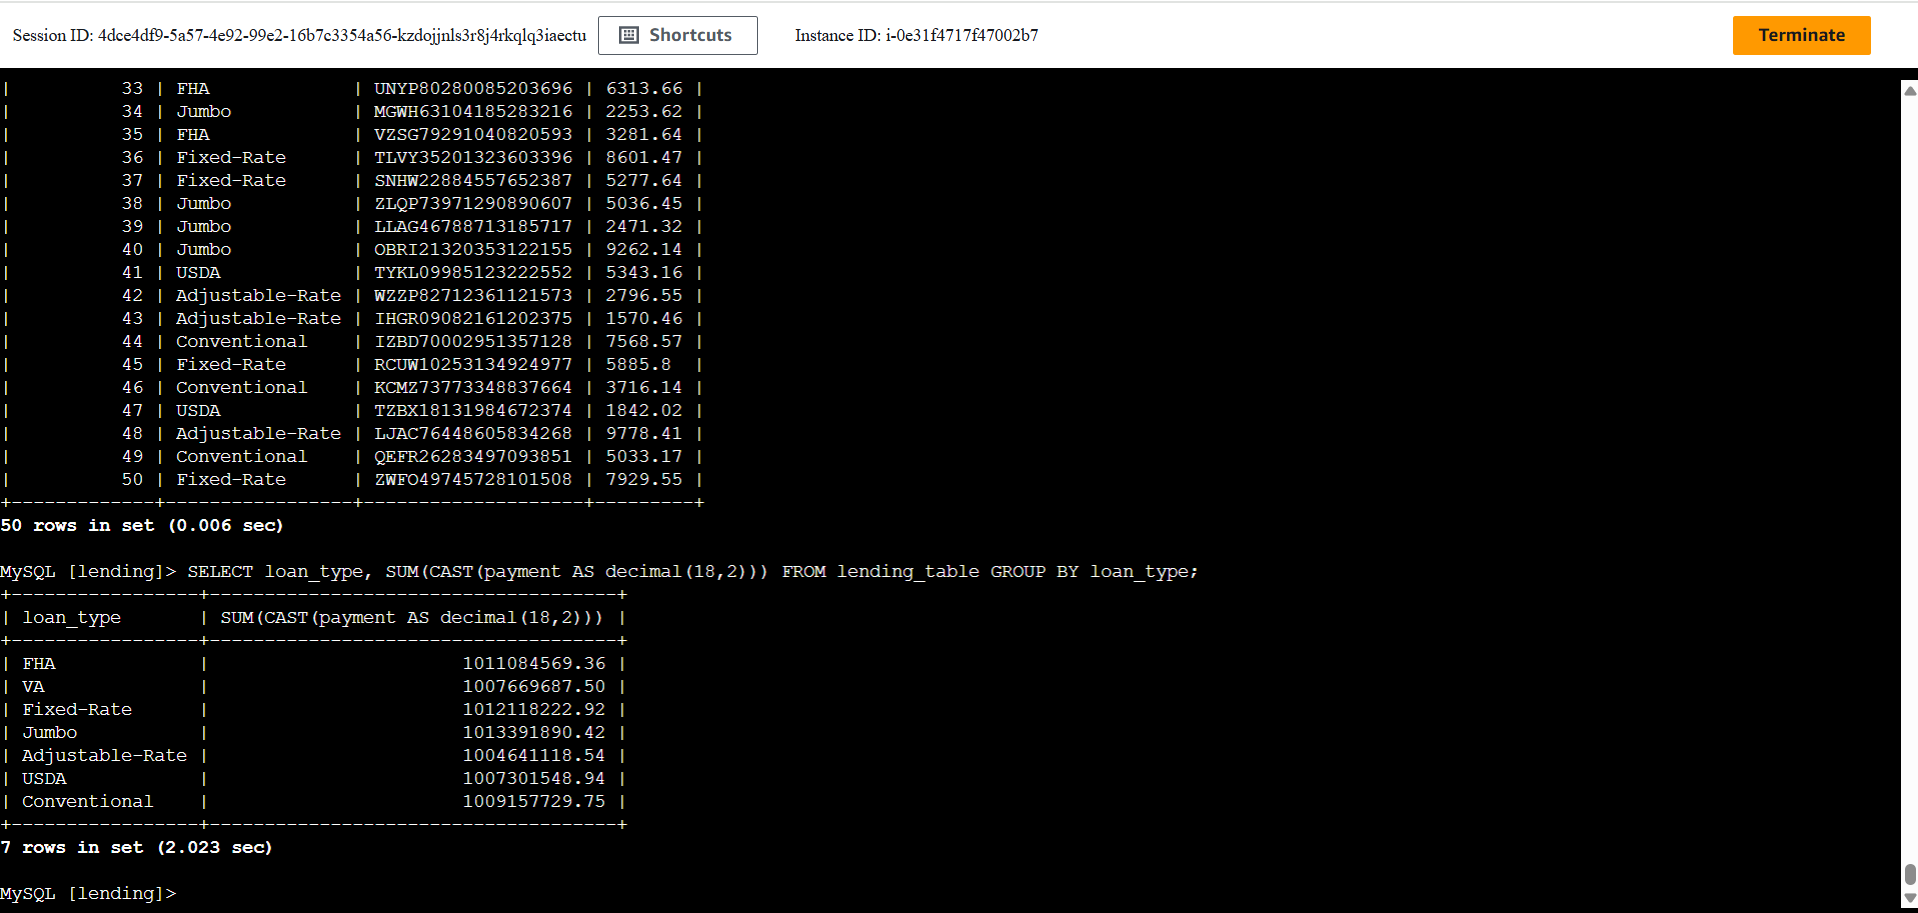 Session ID: 4dce4df9-5a57-4e92-99e2-16b7c3354a56-kzdojjnls3r8j4rkqlq3iaectu Shortcuts Instance ID: i-0e31f4717f47002b7 Terminate
|          33 | FHA             | UNYP80280085203696 | 6313.66 |
|          34 | Jumbo           | MGWH63104185283216 | 2253.62 |
|          35 | FHA             | VZSG79291040820593 | 3281.64 |
|          36 | Fixed-Rate      | TLVY35201323603396 | 8601.47 |
|          37 | Fixed-Rate      | SNHW22884557652387 | 5277.64 |
|          38 | Jumbo           | ZLQP73971290890607 | 5036.45 |
|          39 | Jumbo           | LLAG46788713185717 | 2471.32 |
|          40 | Jumbo           | OBRI21320353122155 | 9262.14 |
|          41 | USDA            | TYKL09985123222552 | 5343.16 |
|          42 | Adjustable-Rate | WZZP82712361121573 | 2796.55 |
|          43 | Adjustable-Rate | IHGR09082161202375 | 1570.46 |
|          44 | Conventional    | IZBD70002951357128 | 7568.57 |
|          45 | Fixed-Rate      | RCUW10253134924977 | 5885.8  |
|          46 | Conventional    | KCMZ73773348837664 | 3716.14 |
|          47 | USDA            | TZBX18131984672374 | 1842.02 |
|          48 | Adjustable-Rate | LJAC76448605834268 | 9778.41 |
|          49 | Conventional    | QEFR26283497093851 | 5033.17 |
|          50 | Fixed-Rate      | ZWFO49745728101508 | 7929.55 |
+-------------+-----------------+--------------------+---------+
50 rows in set (0.006 sec)
MySQL [lending]> SELECT loan_type, SUM(CAST(payment AS decimal(18,2))) FROM lending_table GROUP BY loan_type;
+-----------------+-------------------------------------+
| loan_type       | SUM(CAST(payment AS decimal(18,2))) |
+-----------------+-------------------------------------+
| FHA             |                       1011084569.36 |
| VA              |                       1007669687.50 |
| Fixed-Rate      |                       1012118222.92 |
| Jumbo           |                       1013391890.42 |
| Adjustable-Rate |                       1004641118.54 |
| USDA            |                       1007301548.94 |
| Conventional    |                       1009157729.75 |
+-----------------+-------------------------------------+
7 rows in set (2.023 sec)
MySQL [lending]>